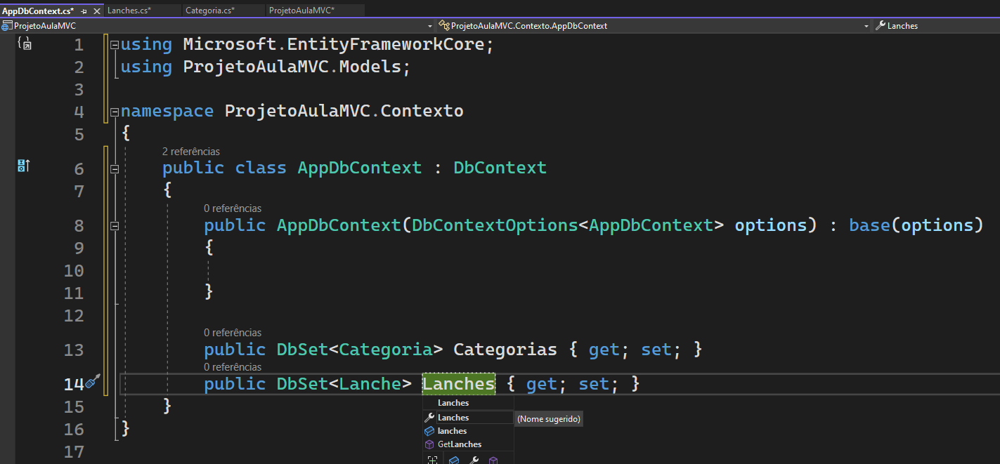 AppDbContext.cs* Lanches.cs* Categoria.cs* ProjetoAulaMVC*
ProjetoAulaMVC ProjetoAulaMVC.Contexto.AppDbContext Lanches
1 using Microsoft.EntityFrameworkCore;
2 using ProjetoAulaMVC.Models;
3
4 namespace ProjetoAulaMVC.Contexto
5 {
2 referências
6 public class AppDbContext : DbContext
7 {
0 referências
8 public AppDbContext(DbContextOptions<AppDbContext> options) : base(options)
9 {
10
11 }
12
0 referências
13 public DbSet<Categoria> Categorias { get; set; }
0 referências
14 public DbSet<Lanche> Lanches { get; set; }
Lanches
15 }
Lanches (Nome sugerido)
16 }
lanches
GetLanches
17